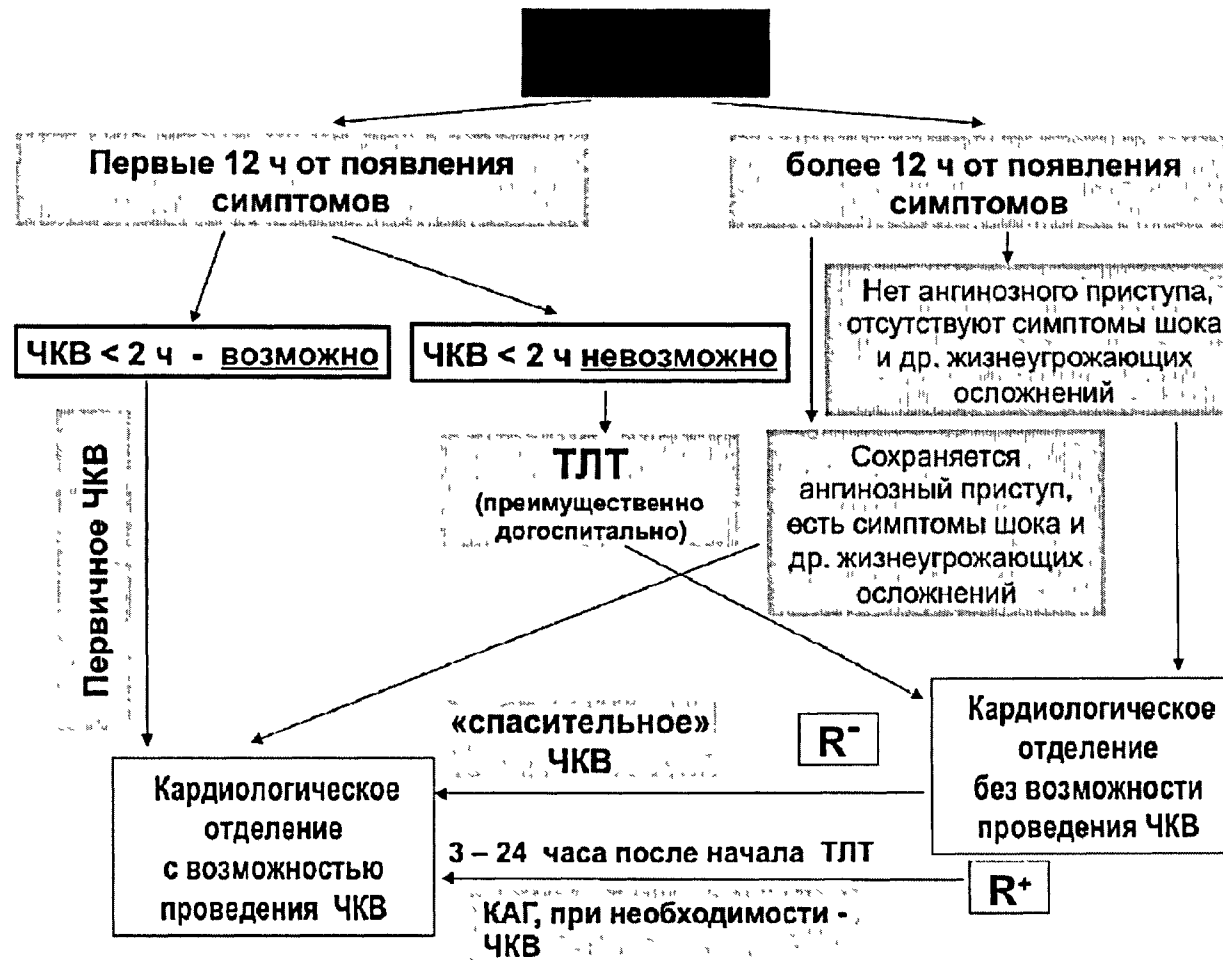 Первые 12 ч от появления
симптомов
более 12 ч от появления
симптомов
Нет ангинозного приступа,
отсутствуют симптомы шока
и др. жизнеугрожающих
осложнений
ЧКВ < 2 ч - возможно
ЧКВ < 2 ч невозможно
Первичное ЧКВ
ТЛТ
(преимущественно
догоспитально)
Сохраняется
ангинозный приступ,
есть симптомы шока и
др. жизнеугрожающих
осложнений
«спасительное»
ЧКВ
R⁻
Кардиологическое
отделение
без возможности
проведения ЧКВ
Кардиологическое
отделение
с возможностью
проведения ЧКВ
3 – 24 часа после начала ТЛТ
R⁺
КАГ, при необходимости -
ЧКВ